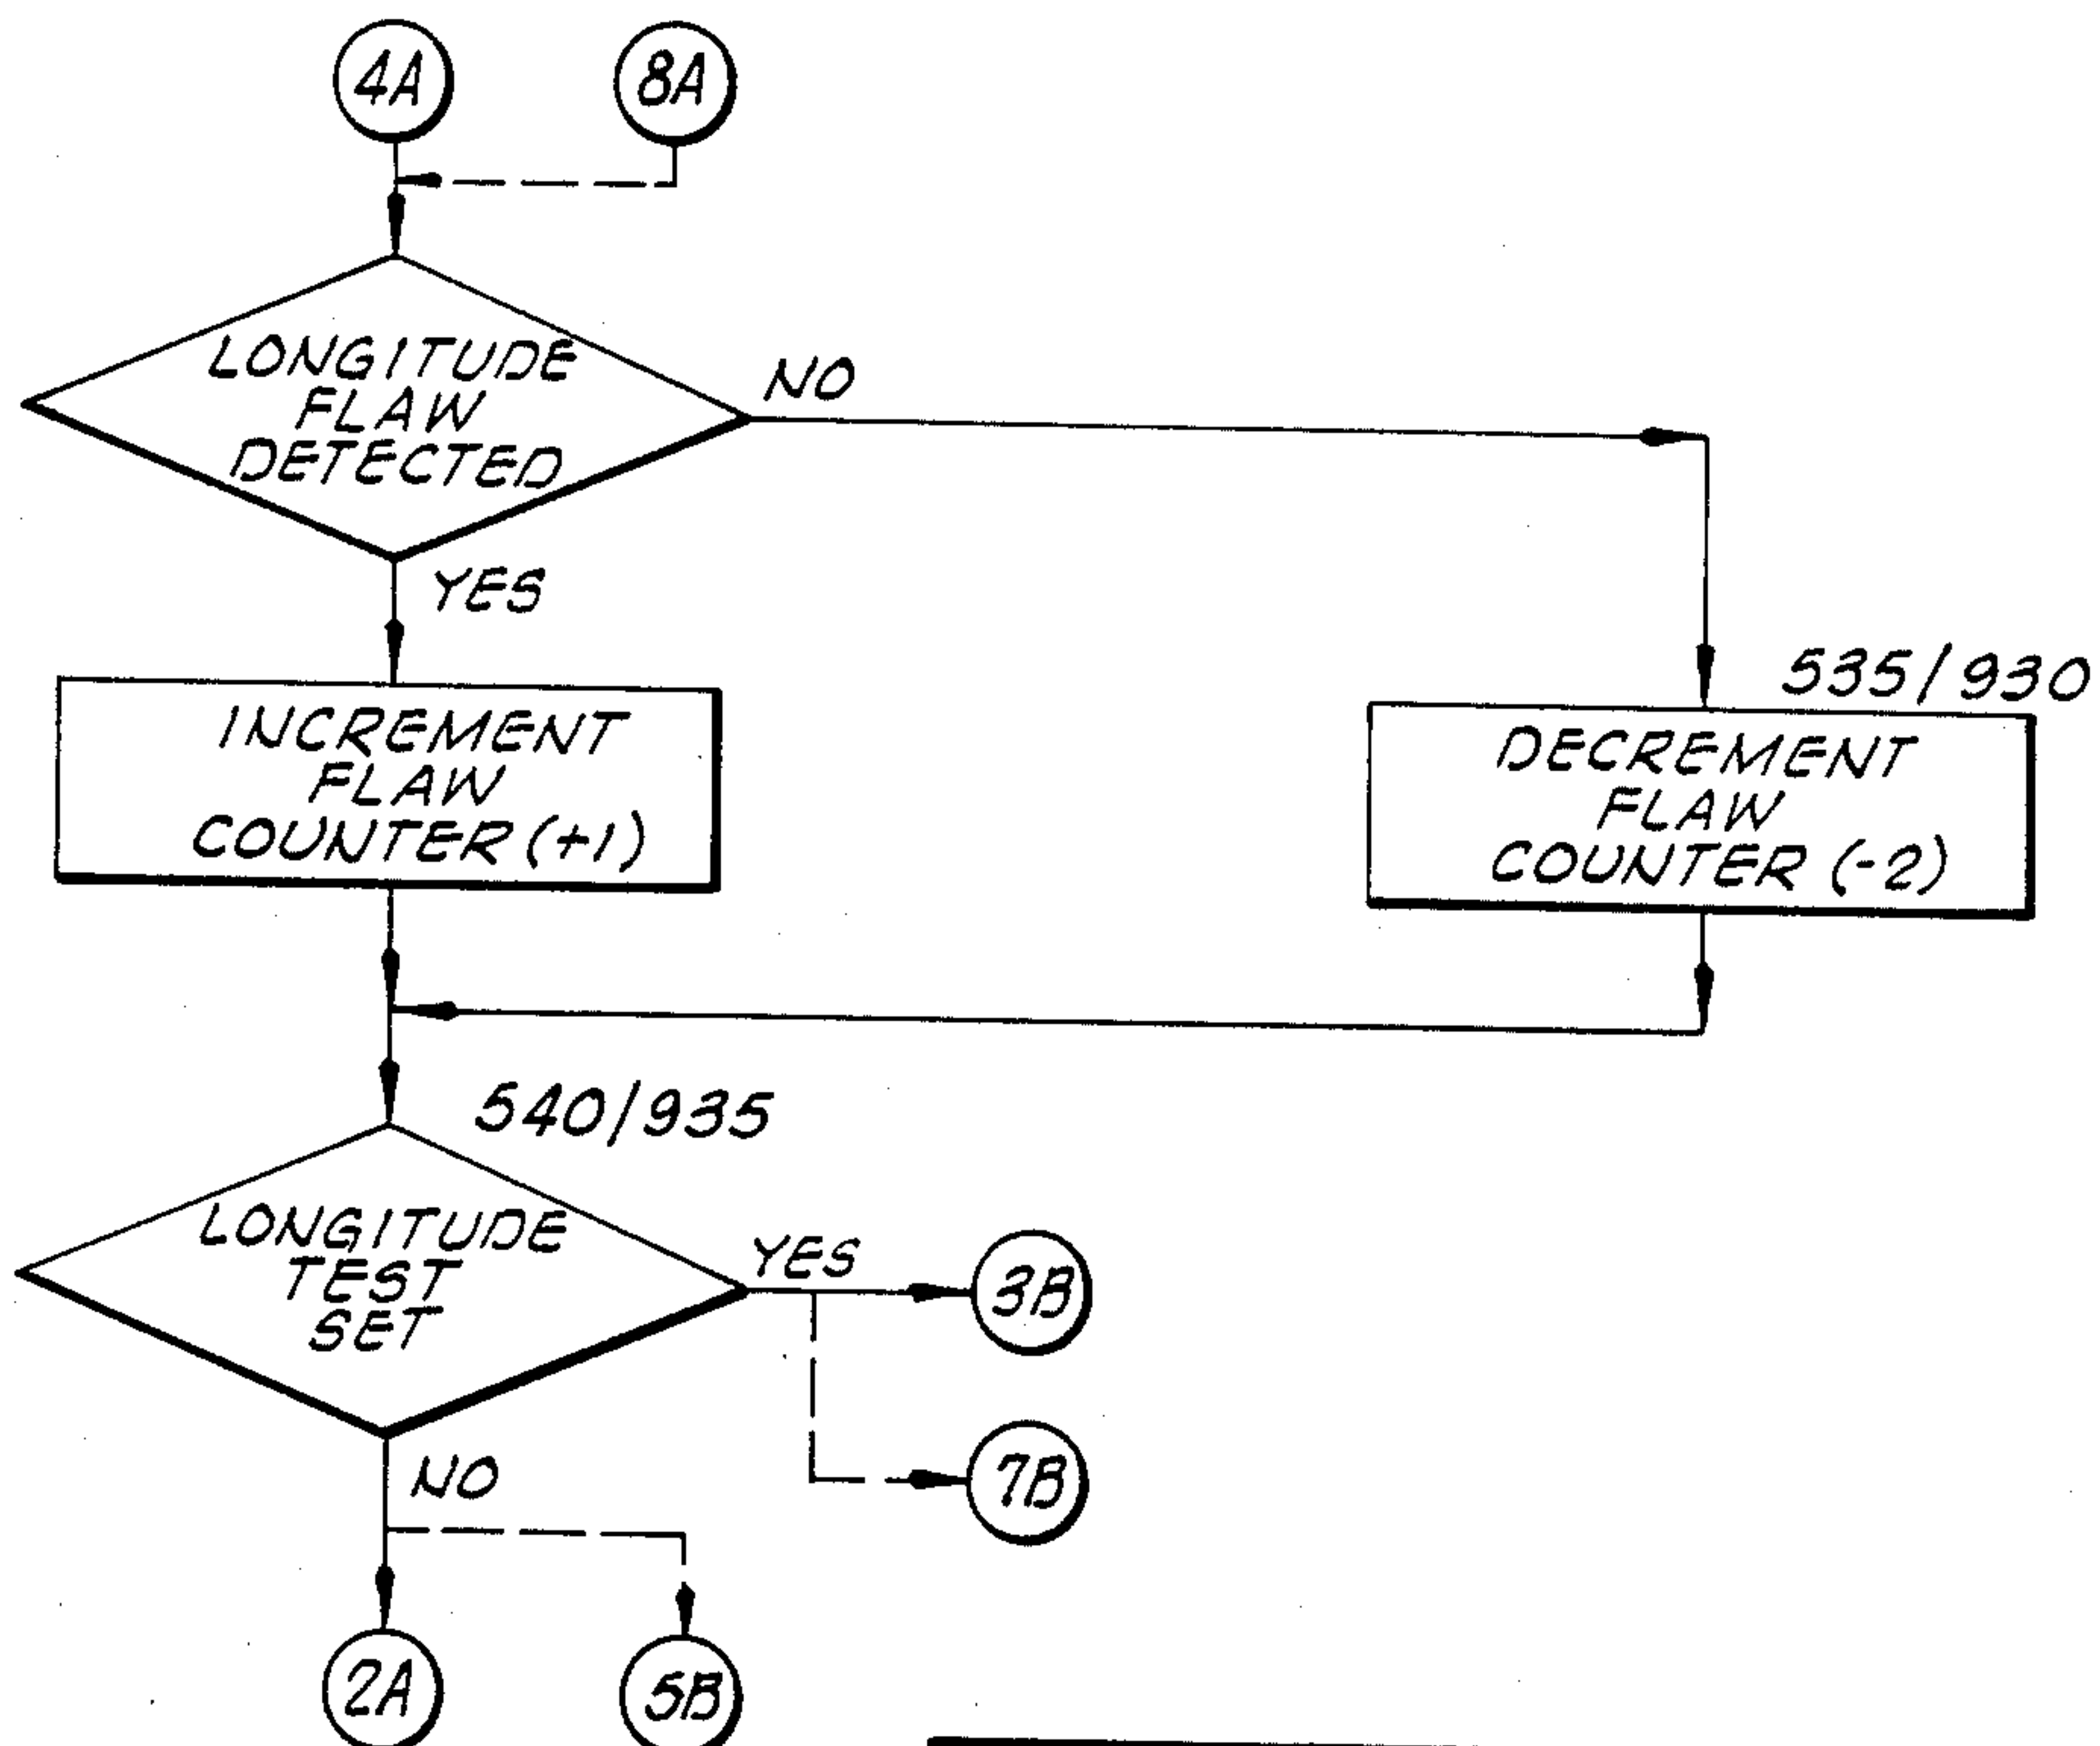 4A
8A
LONGITUDE
FLAW
DETECTED
NO
YES
535/930
INCREMENT
FLAW
COUNTER (+1)
DECREMENT
FLAW
COUNTER (-2)
540/935
LONGITUDE
TEST
SET
YES
3B
7B
NO
2A
5B